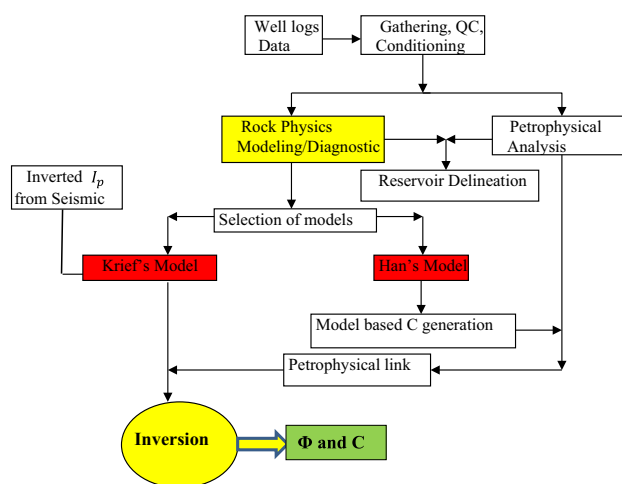 Well logs
Data
Gathering, QC,
Conditioning
Rock Physics
Modeling/Diagnostic
Petrophysical
Analysis
Reservoir Delineation
Inverted I_p
from Seismic
Selection of models
Krief's Model
Han's Model
Model based C generation
Petrophysical link
Inversion
Φ and C